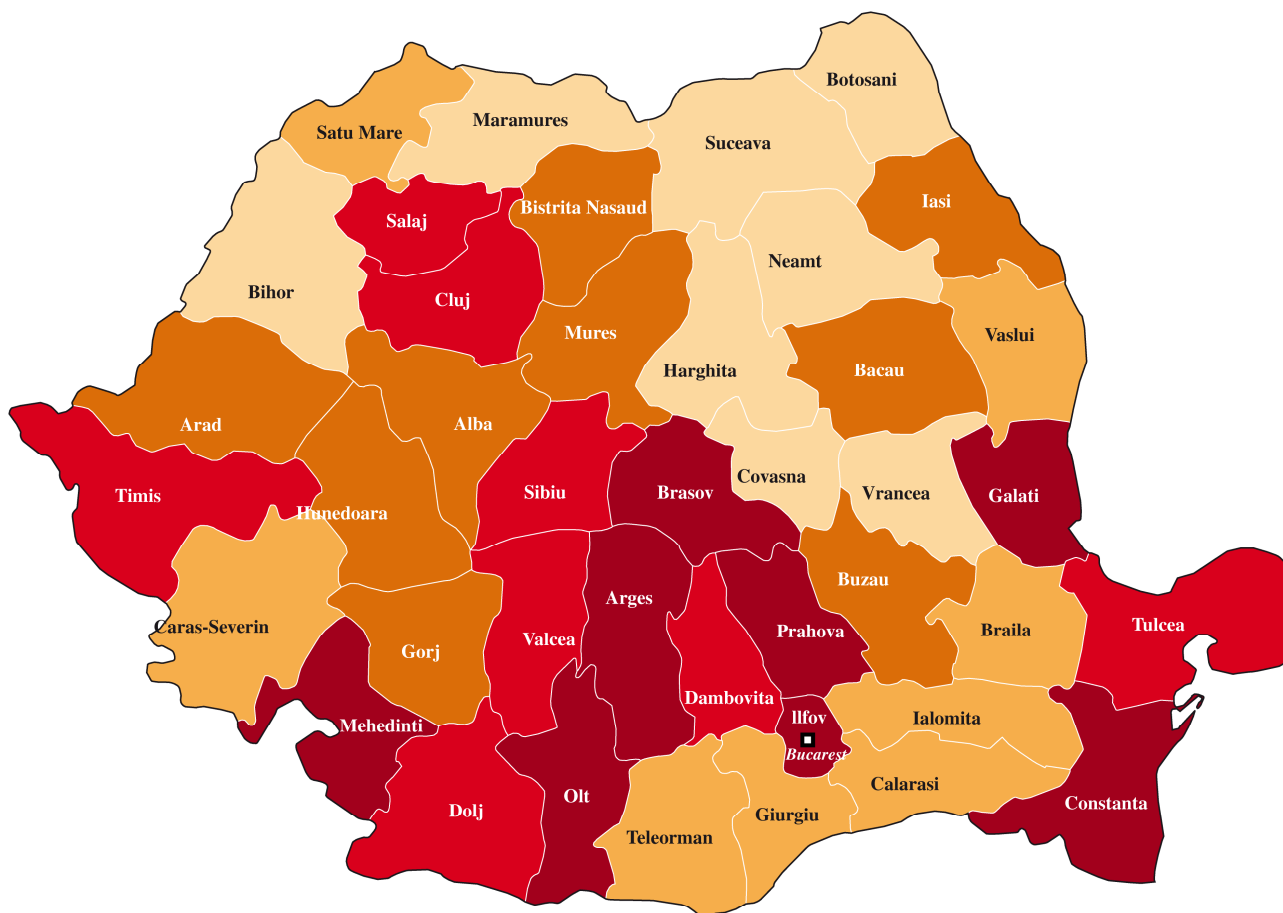 Botosani
Satu Mare
Maramures
Suceava
Salaj
Bistrita Nasaud
Iasi
Neamt
Bihor
Cluj
Mures
Vaslui
Harghita
Bacau
Arad
Alba
Timis
Hunedoara
Sibiu
Brasov
Covasna
Vrancea
Galati
Buzau
Arges
Caras-Severin
Valcea
Prahova
Braila
Tulcea
Gorj
Dambovita
Mehedinti
Ilfov
Ialomita
Bucarest
Calarasi
Olt
Constanta
Dolj
Giurgiu
Teleorman